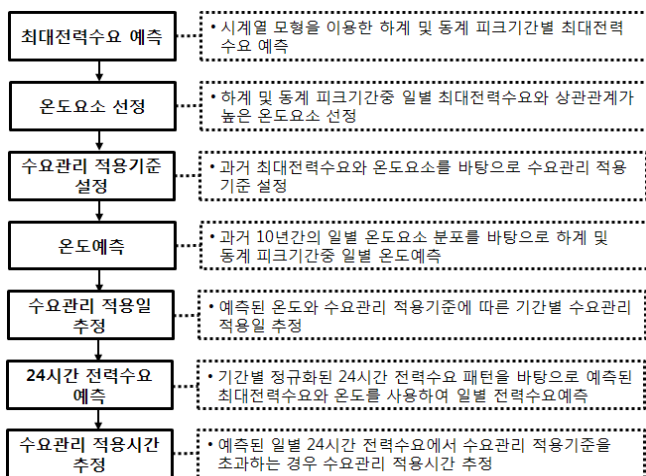 최대전력수요 예측
• 시계열 모형을 이용한 하계 및 동계 피크기간별 최대전력
수요 예측
온도요소 선정
• 하계 및 동계 피크기간중 일별 최대전력수요와 상관관계가
높은 온도요소 선정
수요관리 적용기준
설정
• 과거 최대전력수요와 온도요소를 바탕으로 수요관리 적용
기준 설정
온도예측
• 과거 10년간의 일별 온도요소 분포를 바탕으로 하계 및
동계 피크기간중 일별 온도예측
수요관리 적용일
추정
• 예측된 온도와 수요관리 적용기준에 따른 기간별 수요관리
적용일 추정
24시간 전력수요
예측
• 기간별 정규화된 24시간 전력수요 패턴을 바탕으로 예측된
최대전력수요와 온도를 사용하여 일별 전력수요예측
수요관리 적용시간
추정
• 예측된 일별 24시간 전력수요에서 수요관리 적용기준을
초과하는 경우 수요관리 적용시간 추정